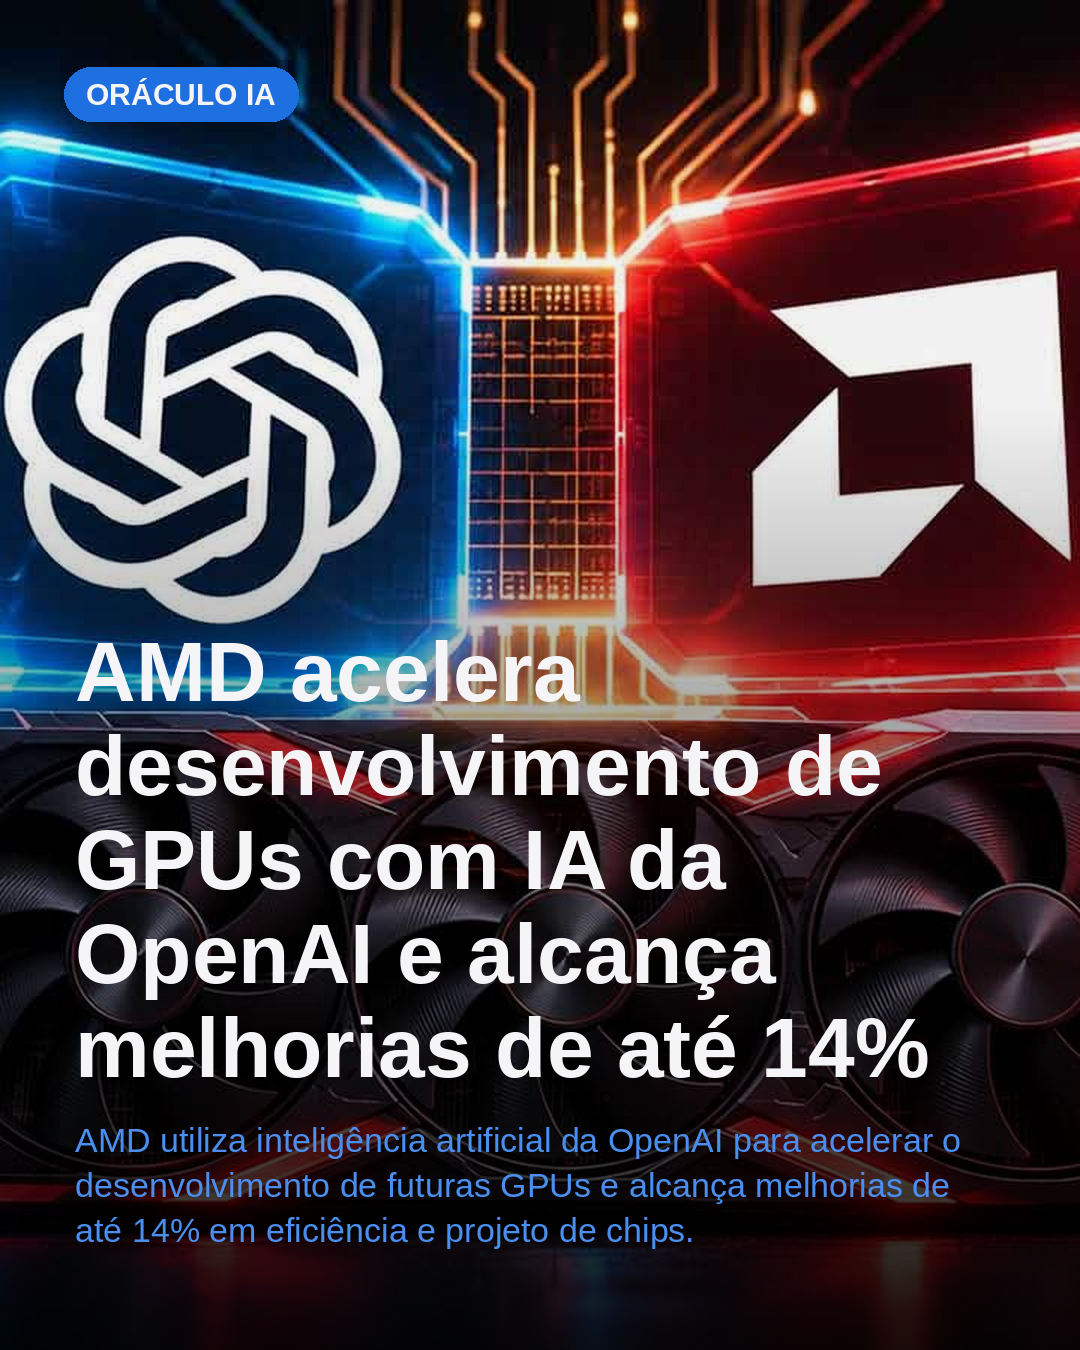 ORÁCULO IA
AMD acelera
desenvolvimento de
GPUs com IA da
OpenAI e alcança
melhorias de até 14%
AMD utiliza inteligência artificial da OpenAI para acelerar o
desenvolvimento de futuras GPUs e alcança melhorias de
até 14% em eficiência e projeto de chips.